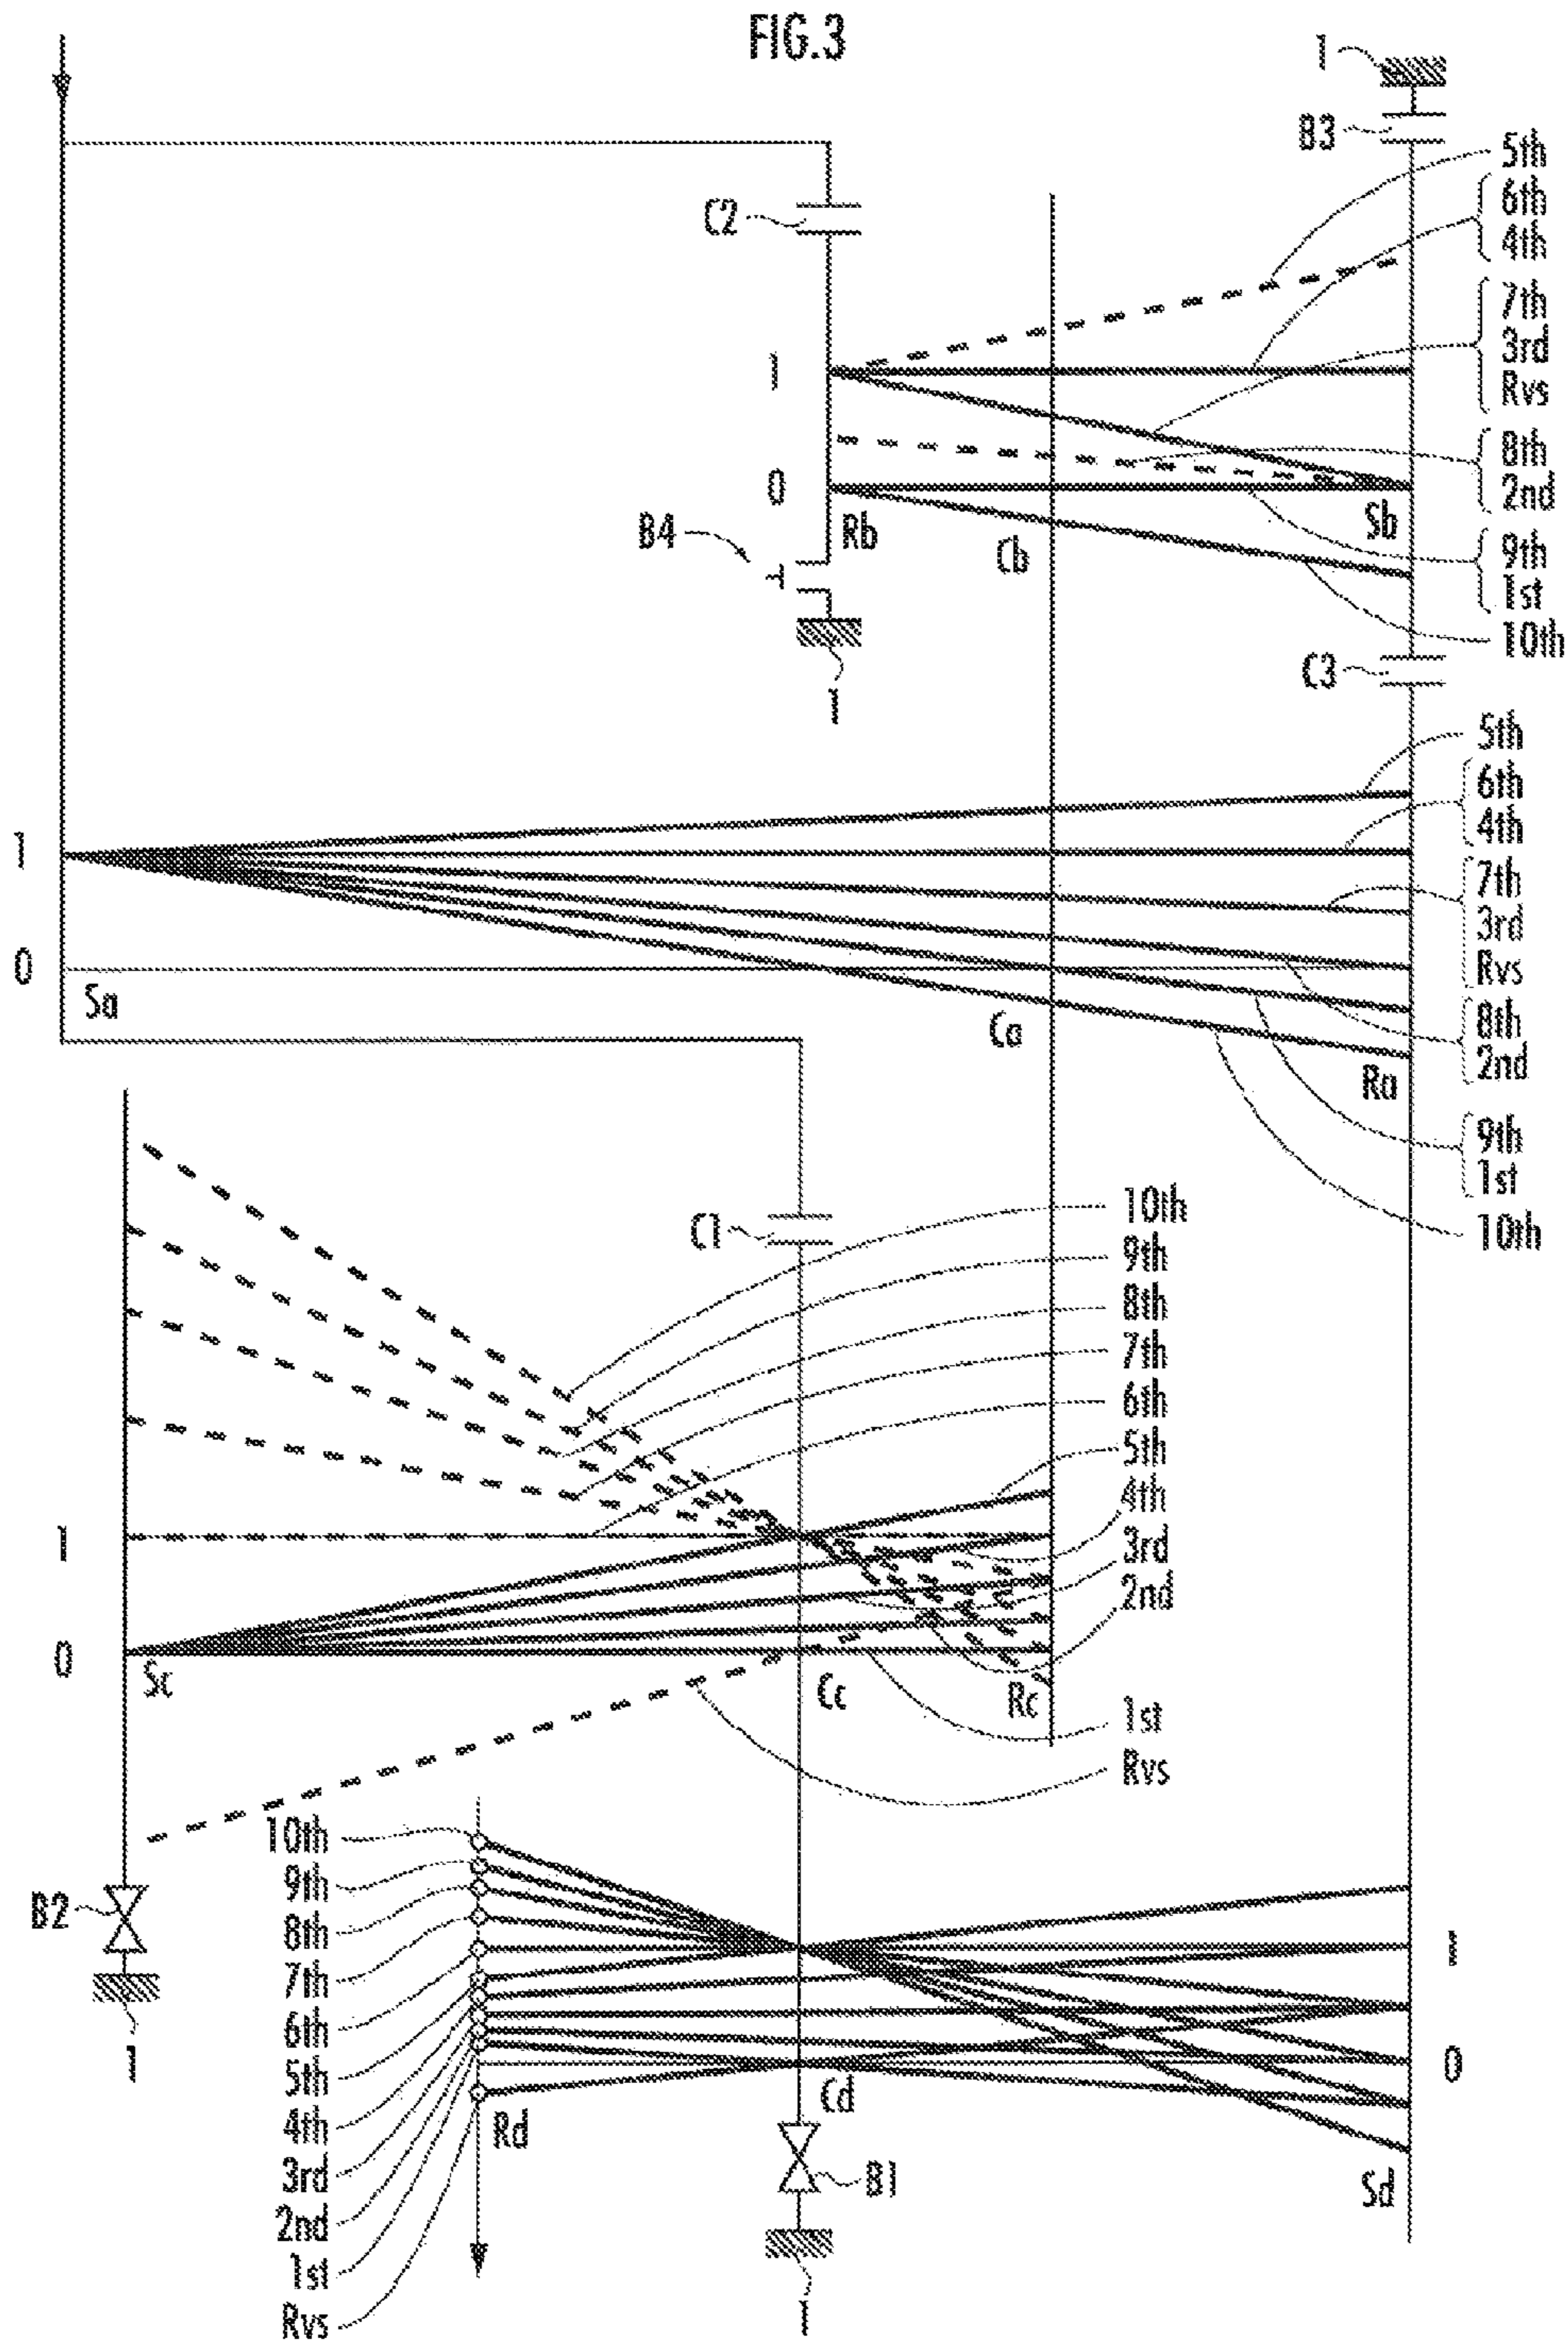 FIG.3
1
B3
5th
6th
4th
C2
7th
3rd
Rvs
1
8th
2nd
0
Rb
Sb
B4
Cb
9th
1st
10th
1
C3
5th
6th
4th
1
7th
3rd
Rvs
0
Sa
Ca
8th
2nd
Ra
9th
1st
10th
C1
10th
9th
8th
7th
6th
5th
4th
3rd
2nd
1
0
Sc
Cc
Rc
1st
Rvs
B2
1
10th
9th
8th
7th
6th
5th
4th
3rd
2nd
1st
Rvs
Rd
Cd
1
0
B1
Sd
1